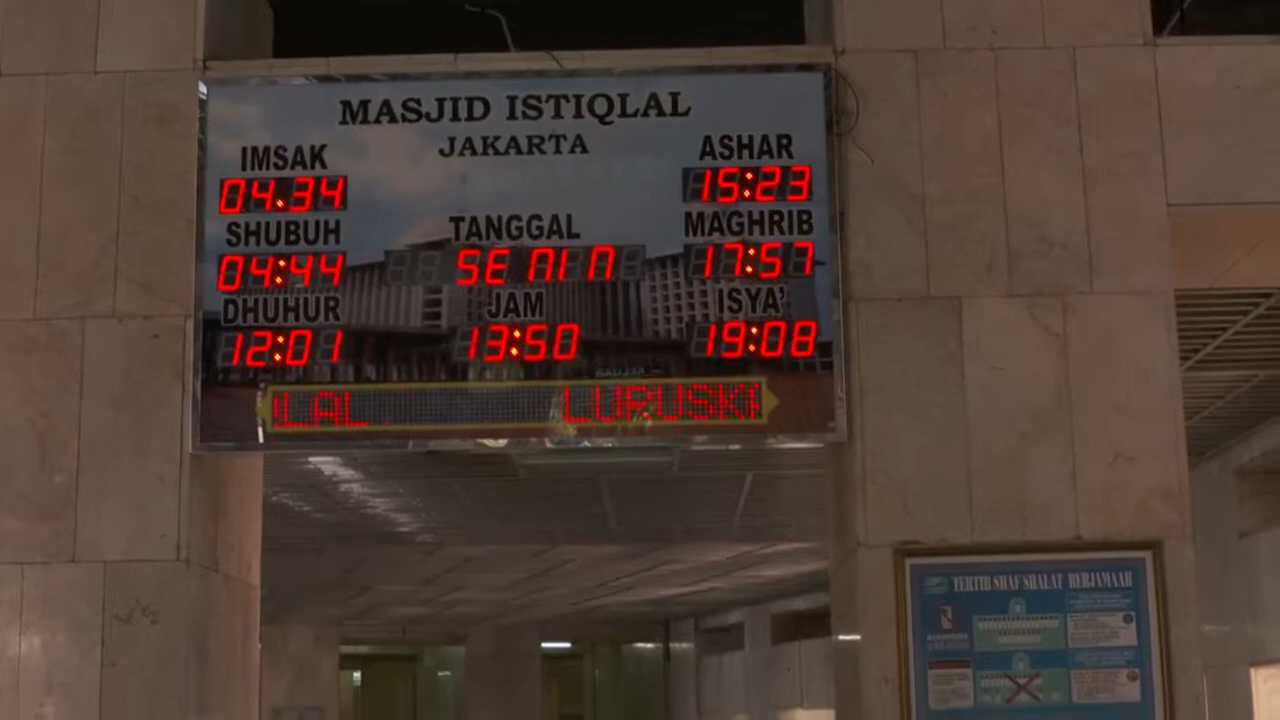 MASJID ISTIQLAL
JAKARTA
IMSAK
04.34
SHUBUH
04:44
DHUHUR
12:01
TANGGAL
SENIN
JAM
13:50
ASHAR
15:23
MAGHRIB
17:57
ISYA'
19:08
LAL LURUSK
TERTIB SHAF SHALAT BERJAMAAH